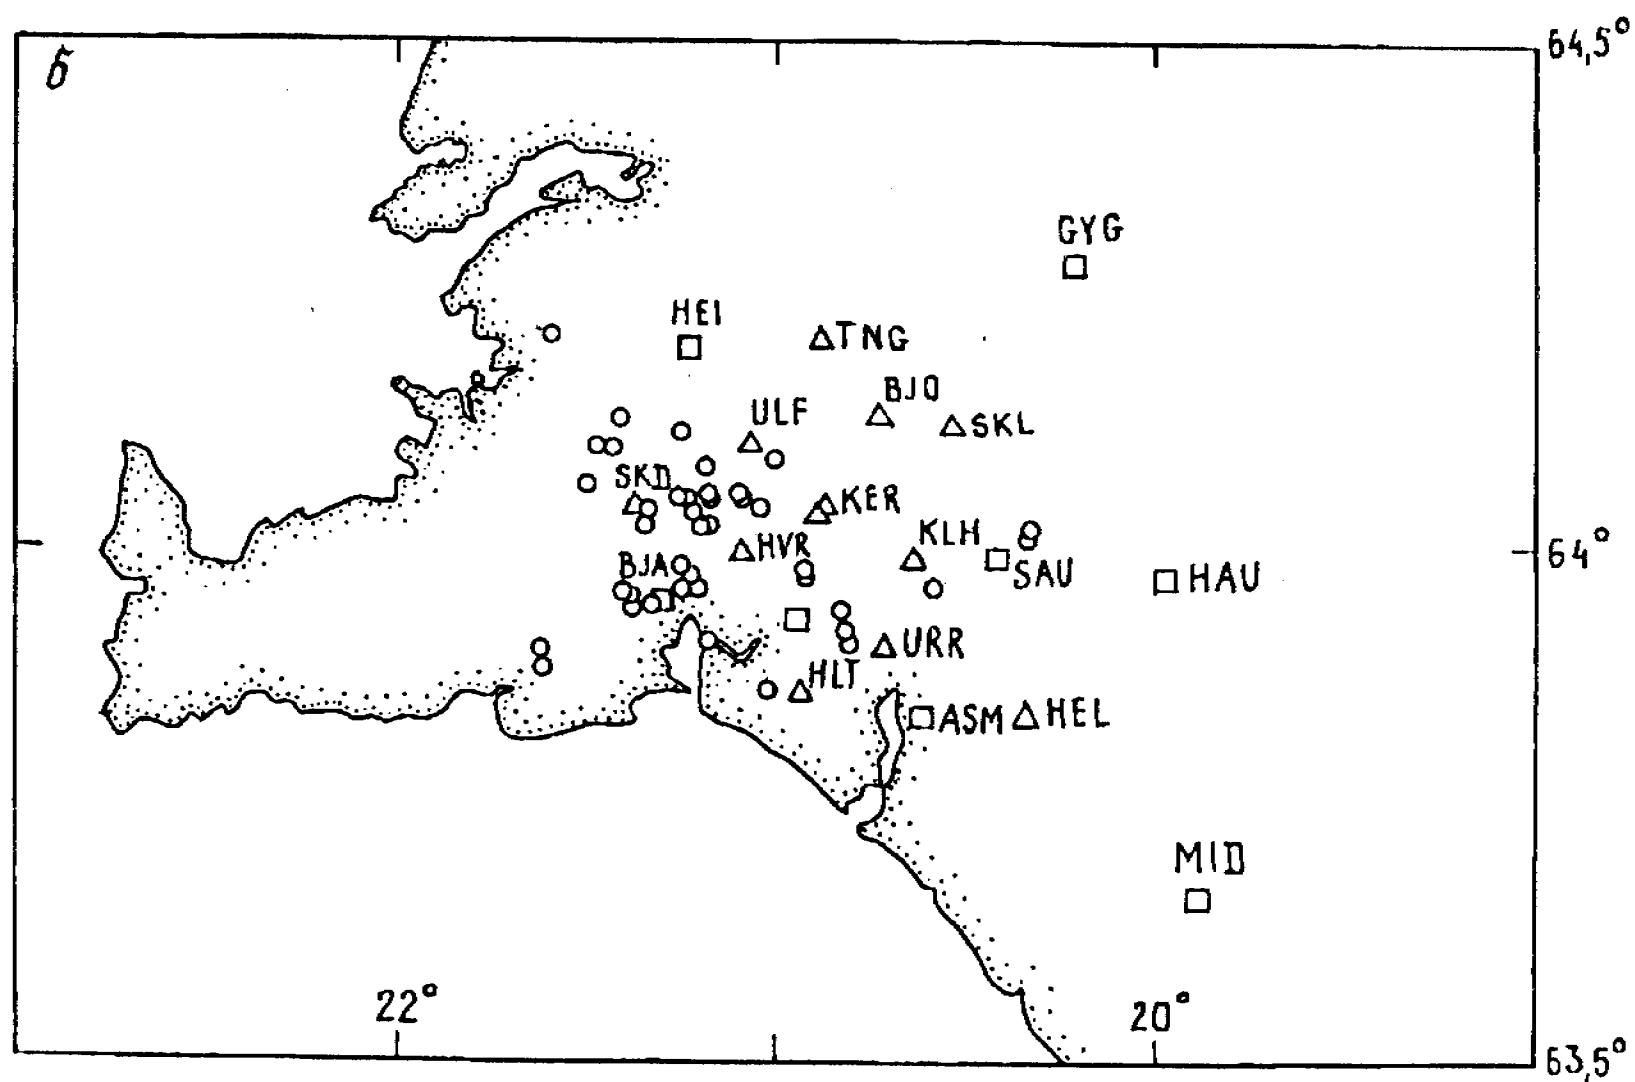 б
64,5°
GYG
HEI
TNG
BJO
ULF
SKL
SKD
KER
HVR
KLH
64°
BJA
SAU
HAU
URR
HLT
ASM
HEL
MID
22°
20°
63,5°